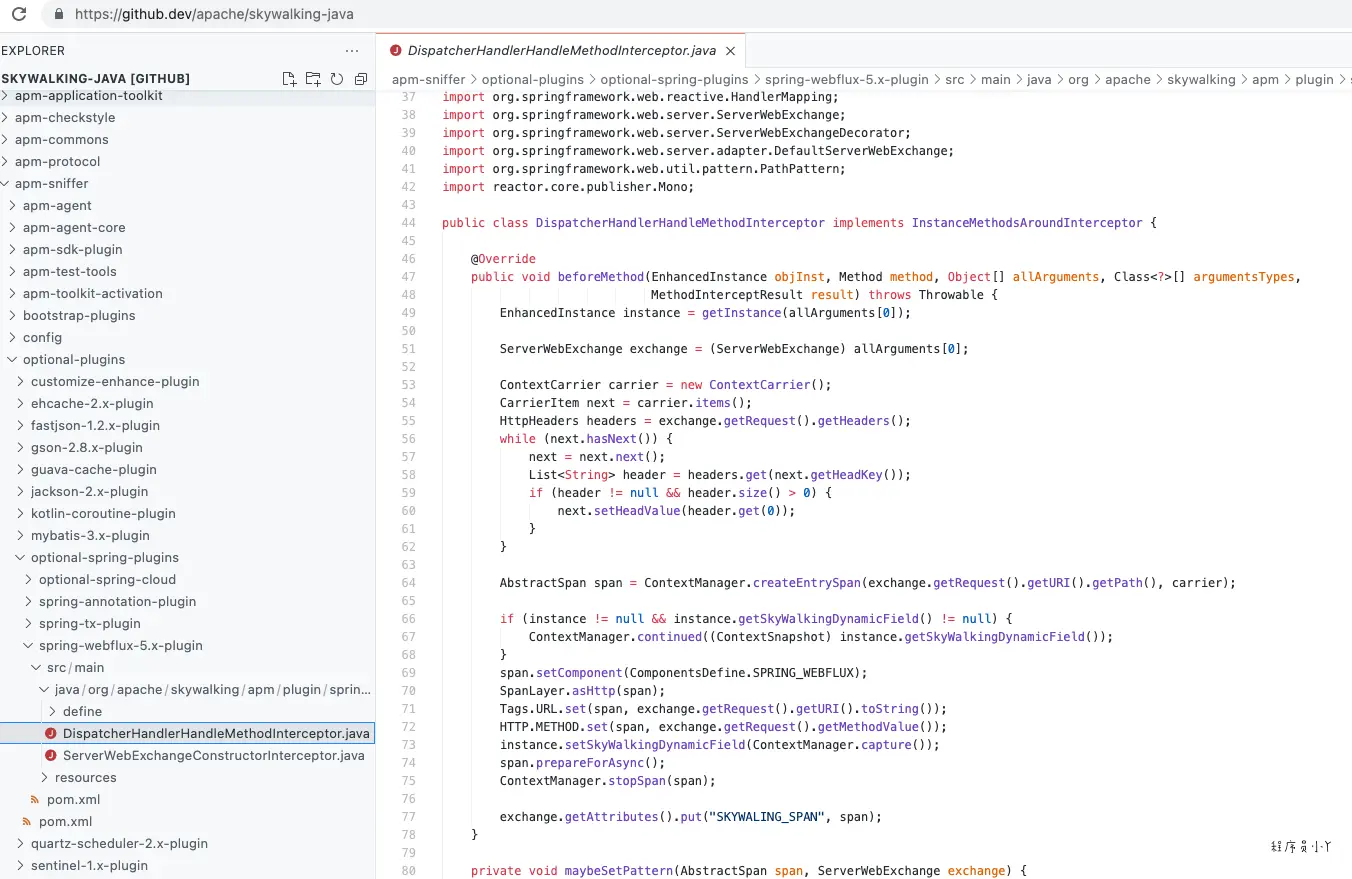 https://github.dev/apache/skywalking-java
EXPLORER
SKYWALKING-JAVA [GITHUB]
apm-application-toolkit
apm-checkstyle
apm-commons
apm-protocol
apm-sniffer
apm-agent
apm-agent-core
apm-sdk-plugin
apm-test-tools
apm-toolkit-activation
bootstrap-plugins
config
optional-plugins
customize-enhance-plugin
ehcache-2.x-plugin
fastjson-1.2.x-plugin
gson-2.8.x-plugin
guava-cache-plugin
jackson-2.x-plugin
kotlin-coroutine-plugin
mybatis-3.x-plugin
optional-spring-plugins
optional-spring-cloud
spring-annotation-plugin
spring-tx-plugin
spring-webflux-5.x-plugin
src/main
java/org/apache/skywalking/apm/plugin/sprin...
define
DispatcherHandlerHandleMethodInterceptor.java
ServerWebExchangeConstructorInterceptor.java
resources
pom.xml
pom.xml
quartz-scheduler-2.x-plugin
sentinel-1.x-plugin
DispatcherHandlerHandleMethodInterceptor.java
apm-sniffer > optional-plugins > optional-spring-plugins > spring-webflux-5.x-plugin > src > main > java > org > apache > skywalking > apm > plugin >
37 import org.springframework.web.reactive.HandlerMapping;
38 import org.springframework.web.server.ServerWebExchange;
39 import org.springframework.web.server.ServerWebExchangeDecorator;
40 import org.springframework.web.server.adapter.DefaultServerWebExchange;
41 import org.springframework.web.util.pattern.PathPattern;
42 import reactor.core.publisher.Mono;
43
44 public class DispatcherHandlerHandleMethodInterceptor implements InstanceMethodsAroundInterceptor {
45
46 @Override
47 public void beforeMethod(EnhancedInstance objInst, Method method, Object[] allArguments, Class<?>[] argumentsTypes,
48 MethodInterceptResult result) throws Throwable {
49 EnhancedInstance instance = getInstance(allArguments[0]);
50
51 ServerWebExchange exchange = (ServerWebExchange) allArguments[0];
52
53 ContextCarrier carrier = new ContextCarrier();
54 CarrierItem next = carrier.items();
55 HttpHeaders headers = exchange.getRequest().getHeaders();
56 while (next.hasNext()) {
57 next = next.next();
58 List<String> header = headers.get(next.getHeadKey());
59 if (header != null && header.size() > 0) {
60 next.setHeadValue(header.get(0));
61 }
62 }
63
64 AbstractSpan span = ContextManager.createEntrySpan(exchange.getRequest().getURI().getPath(), carrier);
65
66 if (instance != null && instance.getSkyWalkingDynamicField() != null) {
67 ContextManager.continued((ContextSnapshot) instance.getSkyWalkingDynamicField());
68 }
69 span.setComponent(ComponentsDefine.SPRING_WEBFLUX);
70 SpanLayer.asHttp(span);
71 Tags.URL.set(span, exchange.getRequest().getURI().toString());
72 HTTP.METHOD.set(span, exchange.getRequest().getMethodValue());
73 instance.setSkyWalkingDynamicField(ContextManager.capture());
74 span.prepareForAsync();
75 ContextManager.stopSpan(span);
76
77 exchange.getAttributes().put("SKYWALING_SPAN", span);
78 }
79
80 private void maybeSetPattern(AbstractSpan span, ServerWebExchange exchange) {
程序员小丫